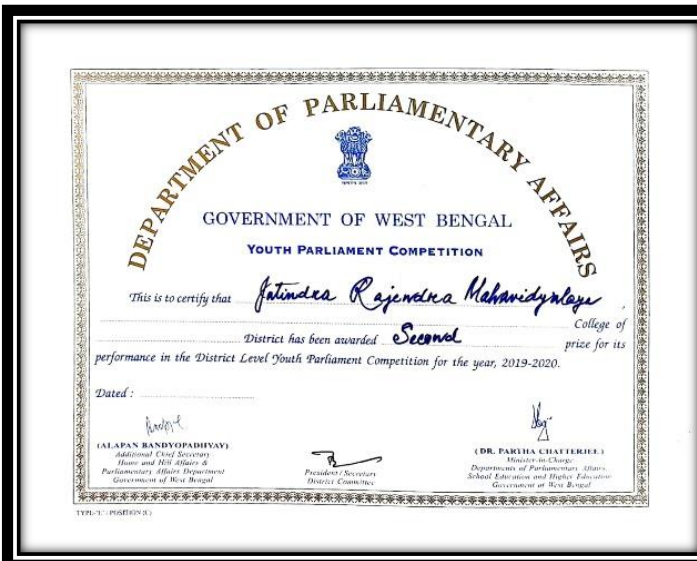 DEPARTMENT OF PARLIAMENTARY AFFAIRS
GOVERNMENT OF WEST BENGAL
YOUTH PARLIAMENT COMPETITION
This is to certify that Jatindra Rajendra Mahavidyalaya ,
College of
District has been awarded Second prize for its
performance in the District Level Youth Parliament Competition for the year, 2019-2020.
Dated :
(ALAPAN BANDYOPADHYAY)
Additional Chief Secretary
Home and Hill Affairs &
Parliamentary Affairs Department
Government of West Bengal
President / Secretary
District Committee
( DR. PARTHA CHATTERJEE )
Minister-in-Charge
Departments of Parliamentary Affairs,
School Education and Higher Education
Government of West Bengal